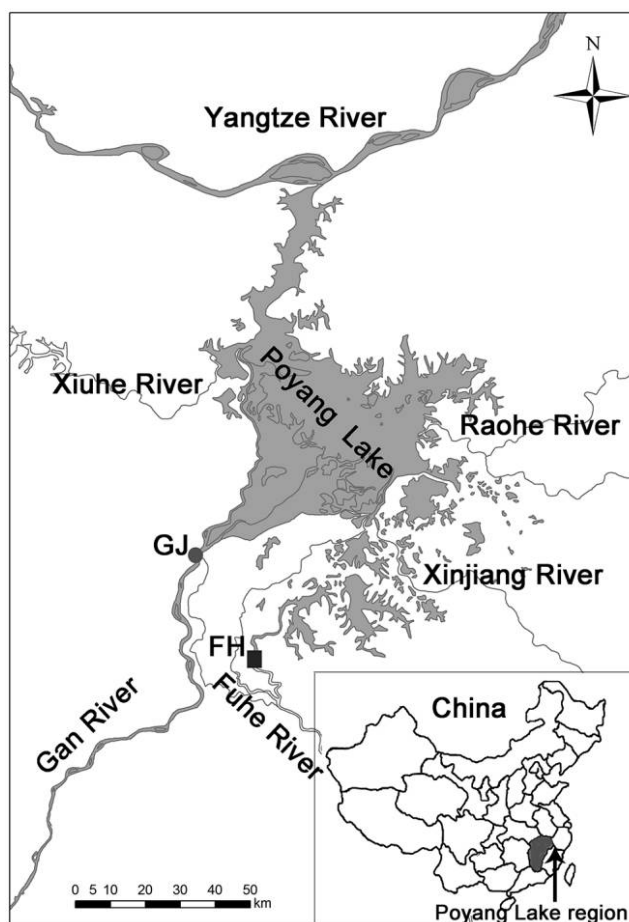 N
Yangtze River
Poyang Lake
Xiuhe River
Raohe River
GJ
Xinjiang River
FH
Fuhe River
Gan River
China
0 5 10 20 30 40 50
km
Poyang Lake region